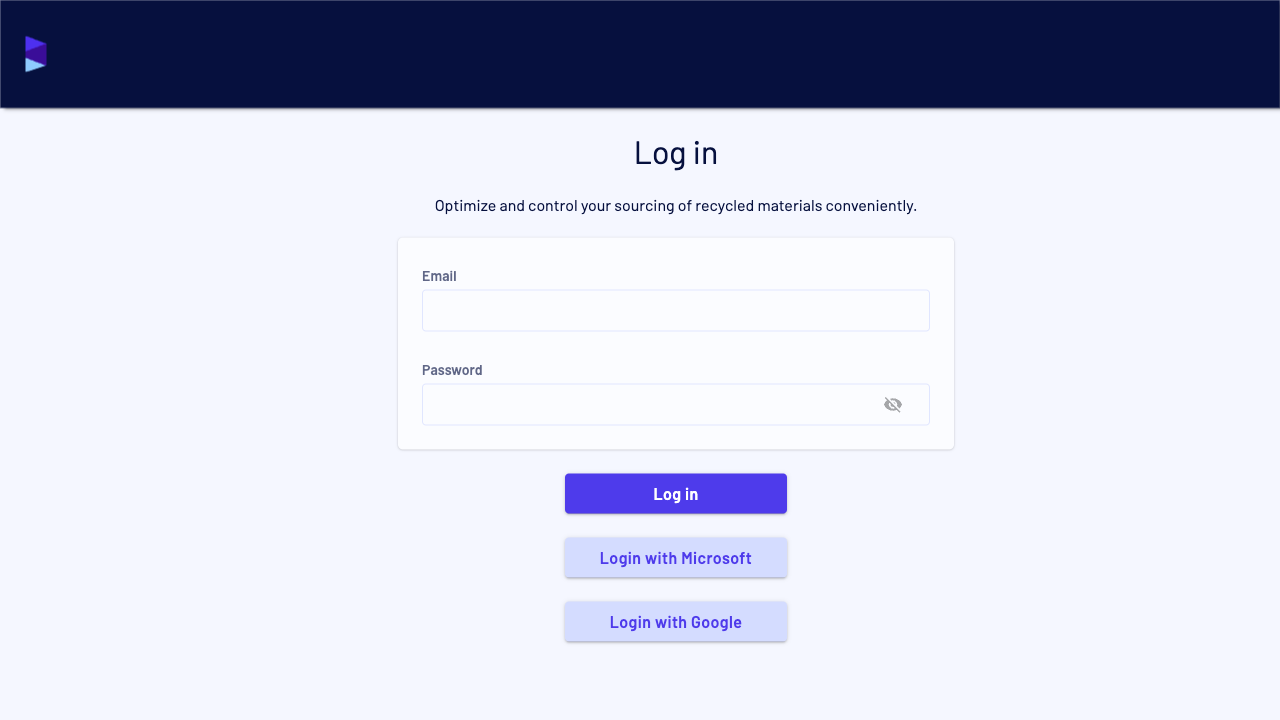 Log in
Optimize and control your sourcing of recycled materials conveniently.
Email
Password
Log in
Login with Microsoft
Login with Google